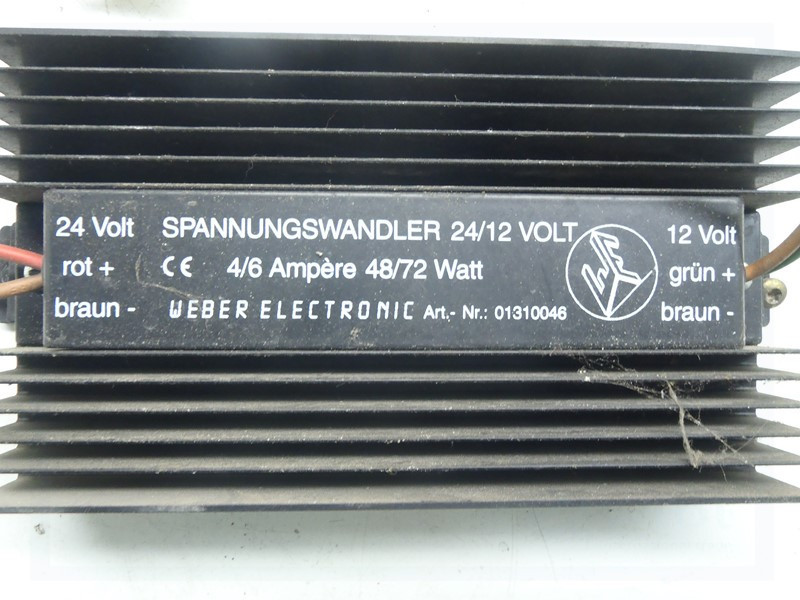 24 Volt SPANNUNGSWANDLER 24/12 VOLT 12 Volt
rot + CE 4/6 Ampère 48/72 Watt grün +
braun - WEBER ELECTRONIC Art.- Nr.: 01310046 braun -